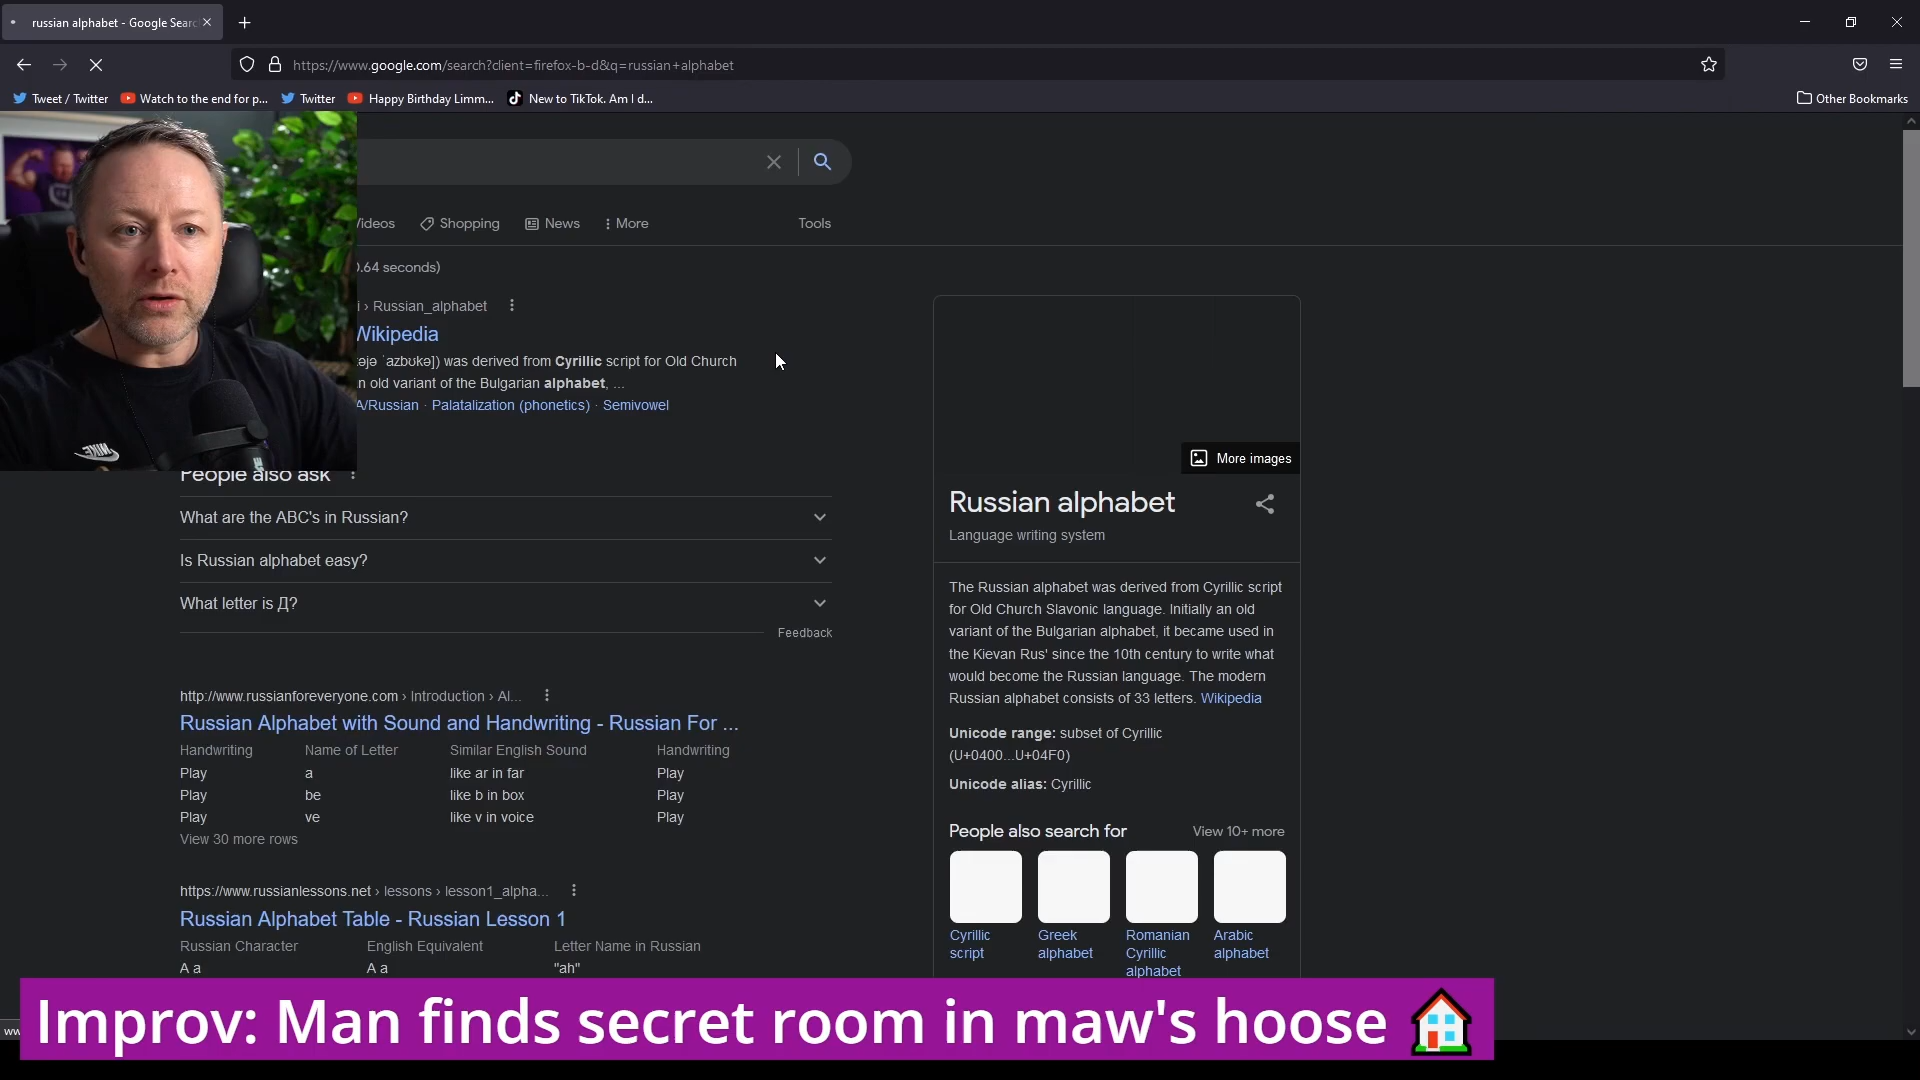 russian alphabet - Google Searc
https://www.google.com/search?client=firefox-b-d&q=russian+alphabet
Tweet / Twitter
Watch to the end for p...
Twitter
Happy Birthday Limm...
New to TikTok. Am I d...
Other Bookmarks
Videos
Shopping
News
More
Tools
0.64 seconds)
i › Russian_alphabet
Wikipedia
əjə ˈazbʊkə]) was derived from Cyrillic script for Old Church
n old variant of the Bulgarian alphabet, ...
A/Russian · Palatalization (phonetics) · Semivowel
People also ask
What are the ABC's in Russian?
Is Russian alphabet easy?
What letter is Д?
Feedback
http://www.russianforeveryone.com › Introduction › Al...
Russian Alphabet with Sound and Handwriting - Russian For ...
Handwriting Name of Letter Similar English Sound Handwriting
Play a like ar in far Play
Play be like b in box Play
Play ve like v in voice Play
View 30 more rows
https://www.russianlessons.net › lessons › lesson1_alpha...
Russian Alphabet Table - Russian Lesson 1
Russian Character English Equivalent Letter Name in Russian
А а A a "ah"
More images
Russian alphabet
Language writing system
The Russian alphabet was derived from Cyrillic script
for Old Church Slavonic language. Initially an old
variant of the Bulgarian alphabet, it became used in
the Kievan Rus' since the 10th century to write what
would become the Russian language. The modern
Russian alphabet consists of 33 letters. Wikipedia
Unicode range: subset of Cyrillic
(U+0400...U+04F0)
Unicode alias: Cyrillic
People also search for
View 10+ more
Cyrillic
script
Greek
alphabet
Romanian
Cyrillic
alphabet
Arabic
alphabet
NIKE
Improv: Man finds secret room in maw's hoose